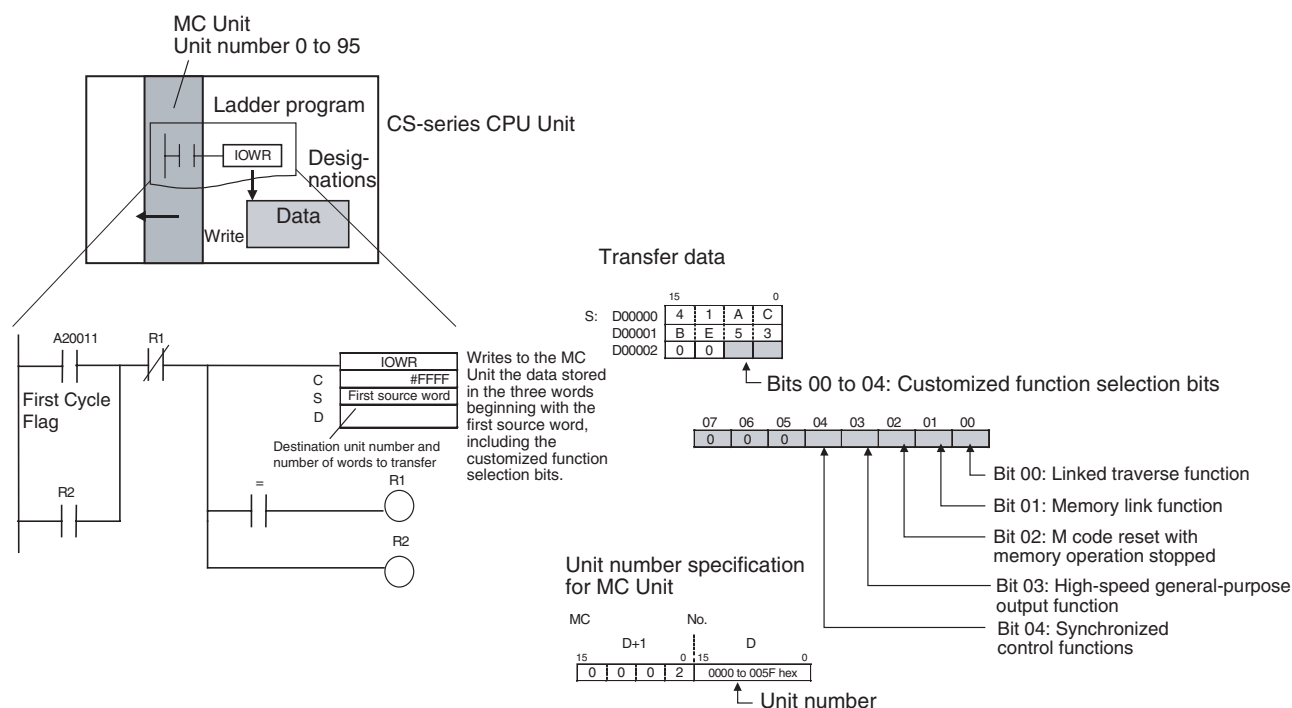 MC Unit
Unit number 0 to 95
Ladder program
CS-series CPU Unit
IOWR
Desig-
nations
Data
Write
Transfer data
15 0
S: D00000 4 1 A C
D00001 B E 5 3
D00002 0 0
Bits 00 to 04: Customized function selection bits
07 06 05 04 03 02 01 00
0 0 0
Bit 00: Linked traverse function
Bit 01: Memory link function
Bit 02: M code reset with
memory operation stopped
Bit 03: High-speed general-purpose
output function
Bit 04: Synchronized
control functions
A20011
R1
First Cycle
Flag
R2
IOWR
C #FFFF
S First source word
D
Destination unit number and
number of words to transfer
Writes to the MC
Unit the data stored
in the three words
beginning with the
first source word,
including the
customized function
selection bits.
=
R1
R2
Unit number specification
for MC Unit
MC No.
D+1 D
15 0 15 0
0 0 0 2 0000 to 005F hex
Unit number